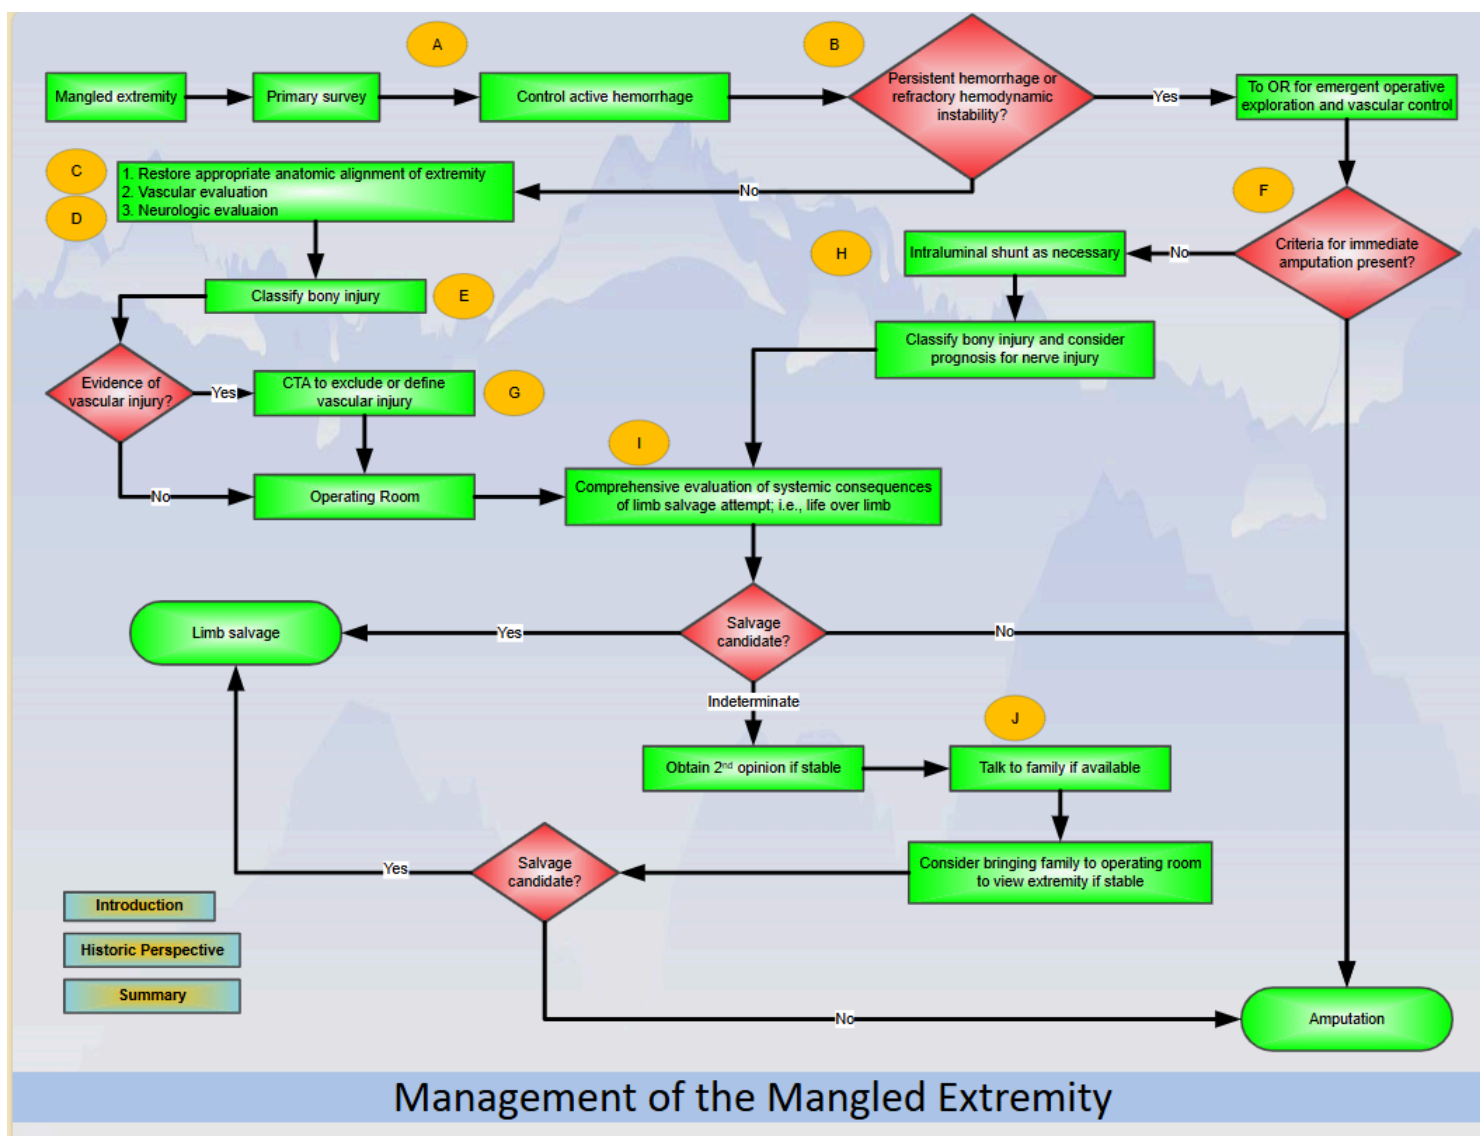 A
B
Mangled extremity
Primary survey
Control active hemorrhage
Persistent hemorrhage or
refractory hemodynamic
instability?
Yes
To OR for emergent operative
exploration and vascular control
C
D
1. Restore appropriate anatomic alignment of extremity
2. Vascular evaluation
3. Neurologic evaluaion
No
F
Criteria for immediate
amputation present?
No
H
Intraluminal shunt as necessary
Classify bony injury
E
Classify bony injury and consider
prognosis for nerve injury
Evidence of
vascular injury?
Yes
CTA to exclude or define
vascular injury
G
I
No
Operating Room
Comprehensive evaluation of systemic consequences
of limb salvage attempt; i.e., life over limb
Limb salvage
Yes
Salvage
candidate?
No
Indeterminate
J
Obtain 2nd opinion if stable
Talk to family if available
Consider bringing family to operating room
to view extremity if stable
Salvage
candidate?
Yes
No
Amputation
Introduction
Historic Perspective
Summary
Management of the Mangled Extremity